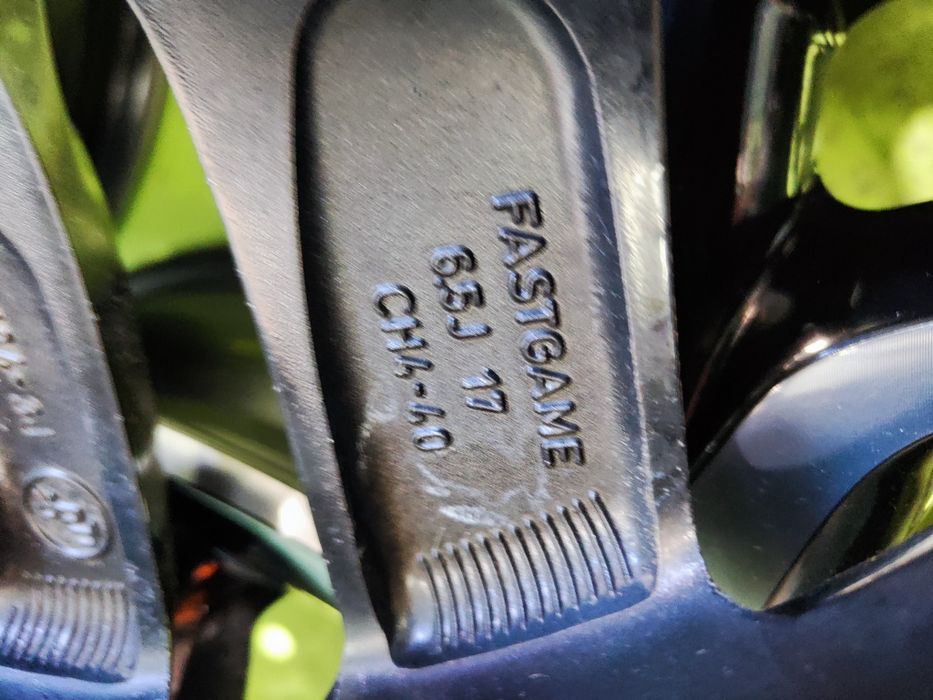 FASTGAME
6,5J 17
CH4-40